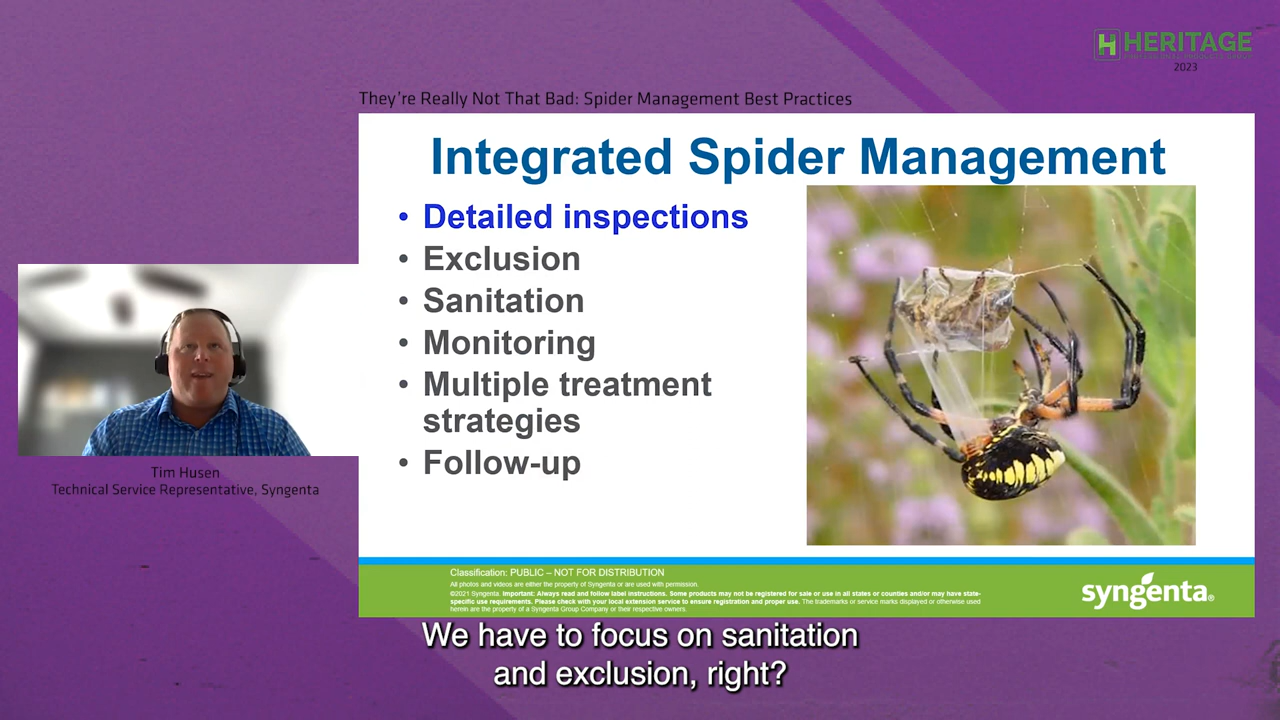 HERITAGE
2023
They're Really Not That Bad: Spider Management Best Practices
Integrated Spider Management
• Detailed inspections
• Exclusion
• Sanitation
• Monitoring
• Multiple treatment
strategies
• Follow-up
Tim Husen
Technical Service Representative, Syngenta
Classification: PUBLIC – NOT FOR DISTRIBUTION
All photos and videos are either the property of Syngenta or are used with permission.
©2021 Syngenta. Important: Always read and follow label instructions. Some products may not be registered for sale or use in all states or counties and/or may have state-
specific use requirements. Please check with your local extension service to ensure registration and proper use. The trademarks or service marks displayed or otherwise used
herein are the property of a Syngenta Group Company or their respective owners.
syngenta®
We have to focus on sanitation
and exclusion, right?